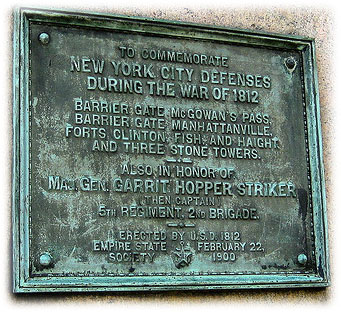 TO COMMEMORATE
NEW YORK CITY DEFENSES
DURING THE WAR OF 1812
BARRIER GATE MCGOWAN'S PASS.
BARRIER GATE MANHATTANVILLE.
FORTS CLINTON, FISH, AND HAIGHT,
AND THREE STONE TOWERS.
ALSO IN HONOR OF
MAJ. GEN. GARRIT HOPPER STRIKER
THEN CAPTAIN
5TH REGIMENT, 2ND BRIGADE.
ERECTED BY U.S.D. 1812
EMPIRE STATE FEBRUARY 22,
SOCIETY 1900